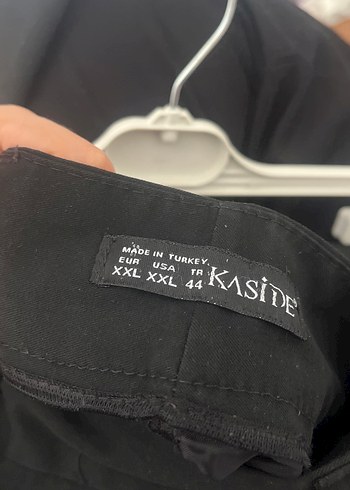 MADE IN TURKEY
EUR USA TR
XXL XXL 44
KASiDE